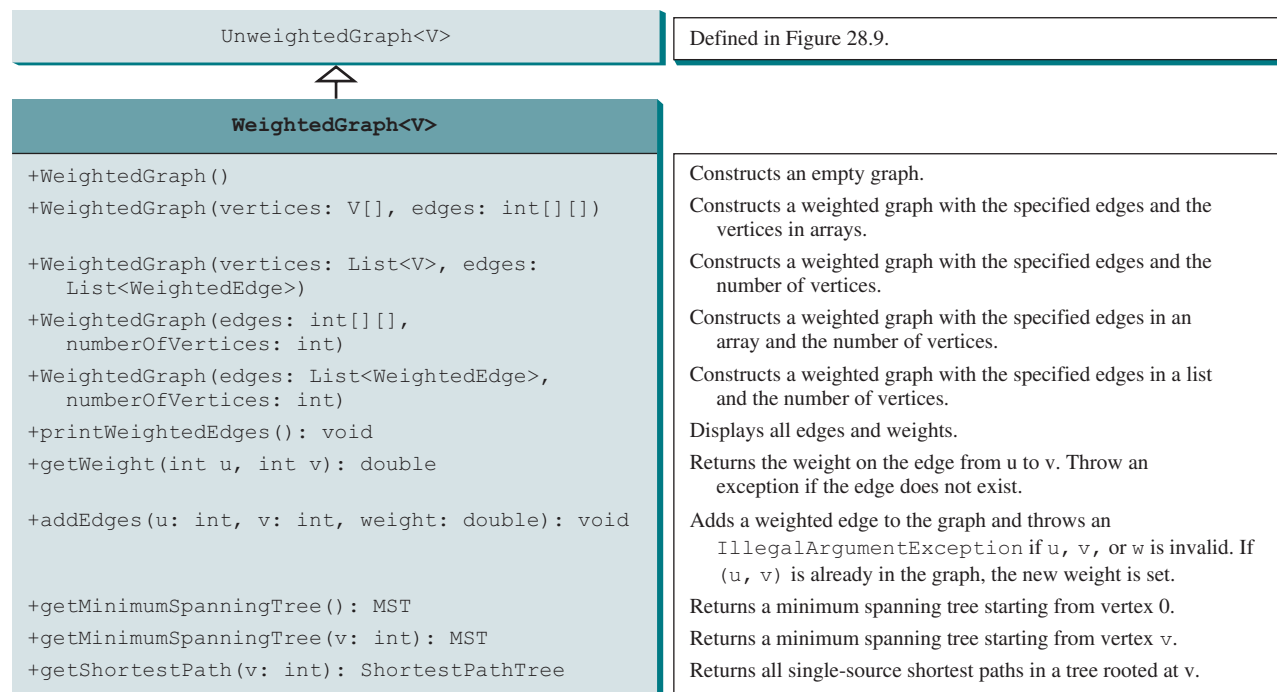 UnweightedGraph<V>
Defined in Figure 28.9.
WeightedGraph<V>
+WeightedGraph()
Constructs an empty graph.
+WeightedGraph(vertices: V[], edges: int[][])
Constructs a weighted graph with the specified edges and the
vertices in arrays.
+WeightedGraph(vertices: List<V>, edges:
List<WeightedEdge>)
Constructs a weighted graph with the specified edges and the
number of vertices.
+WeightedGraph(edges: int[][],
numberOfVertices: int)
Constructs a weighted graph with the specified edges in an
array and the number of vertices.
+WeightedGraph(edges: List<WeightedEdge>,
numberOfVertices: int)
Constructs a weighted graph with the specified edges in a list
and the number of vertices.
+printWeightedEdges(): void
Displays all edges and weights.
+getWeight(int u, int v): double
Returns the weight on the edge from u to v. Throw an
exception if the edge does not exist.
+addEdges(u: int, v: int, weight: double): void
Adds a weighted edge to the graph and throws an
IllegalArgumentException if u, v, or w is invalid. If
(u, v) is already in the graph, the new weight is set.
+getMinimumSpanningTree(): MST
Returns a minimum spanning tree starting from vertex 0.
+getMinimumSpanningTree(v: int): MST
Returns a minimum spanning tree starting from vertex v.
+getShortestPath(v: int): ShortestPathTree
Returns all single-source shortest paths in a tree rooted at v.